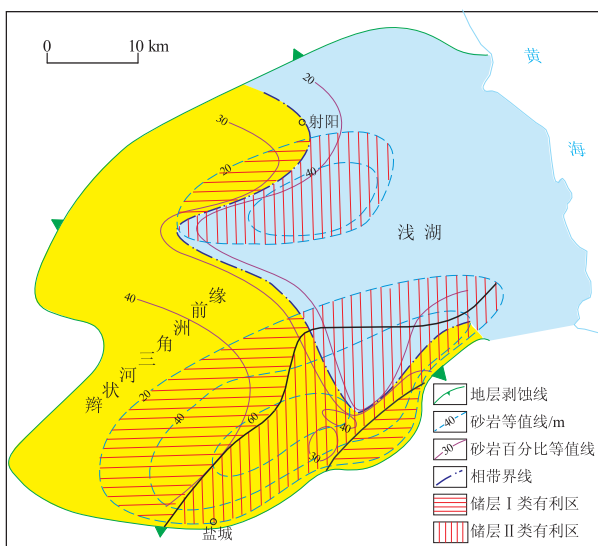 0 10 km
黄
海
20
30
射阳
20
40
浅湖
40
辫状河三角洲前缘
20
40
60
40
30
盐城
地层剥蚀线
40 砂岩等值线/m
30 砂岩百分比等值线
相带界线
储层Ⅰ类有利区
储层Ⅱ类有利区